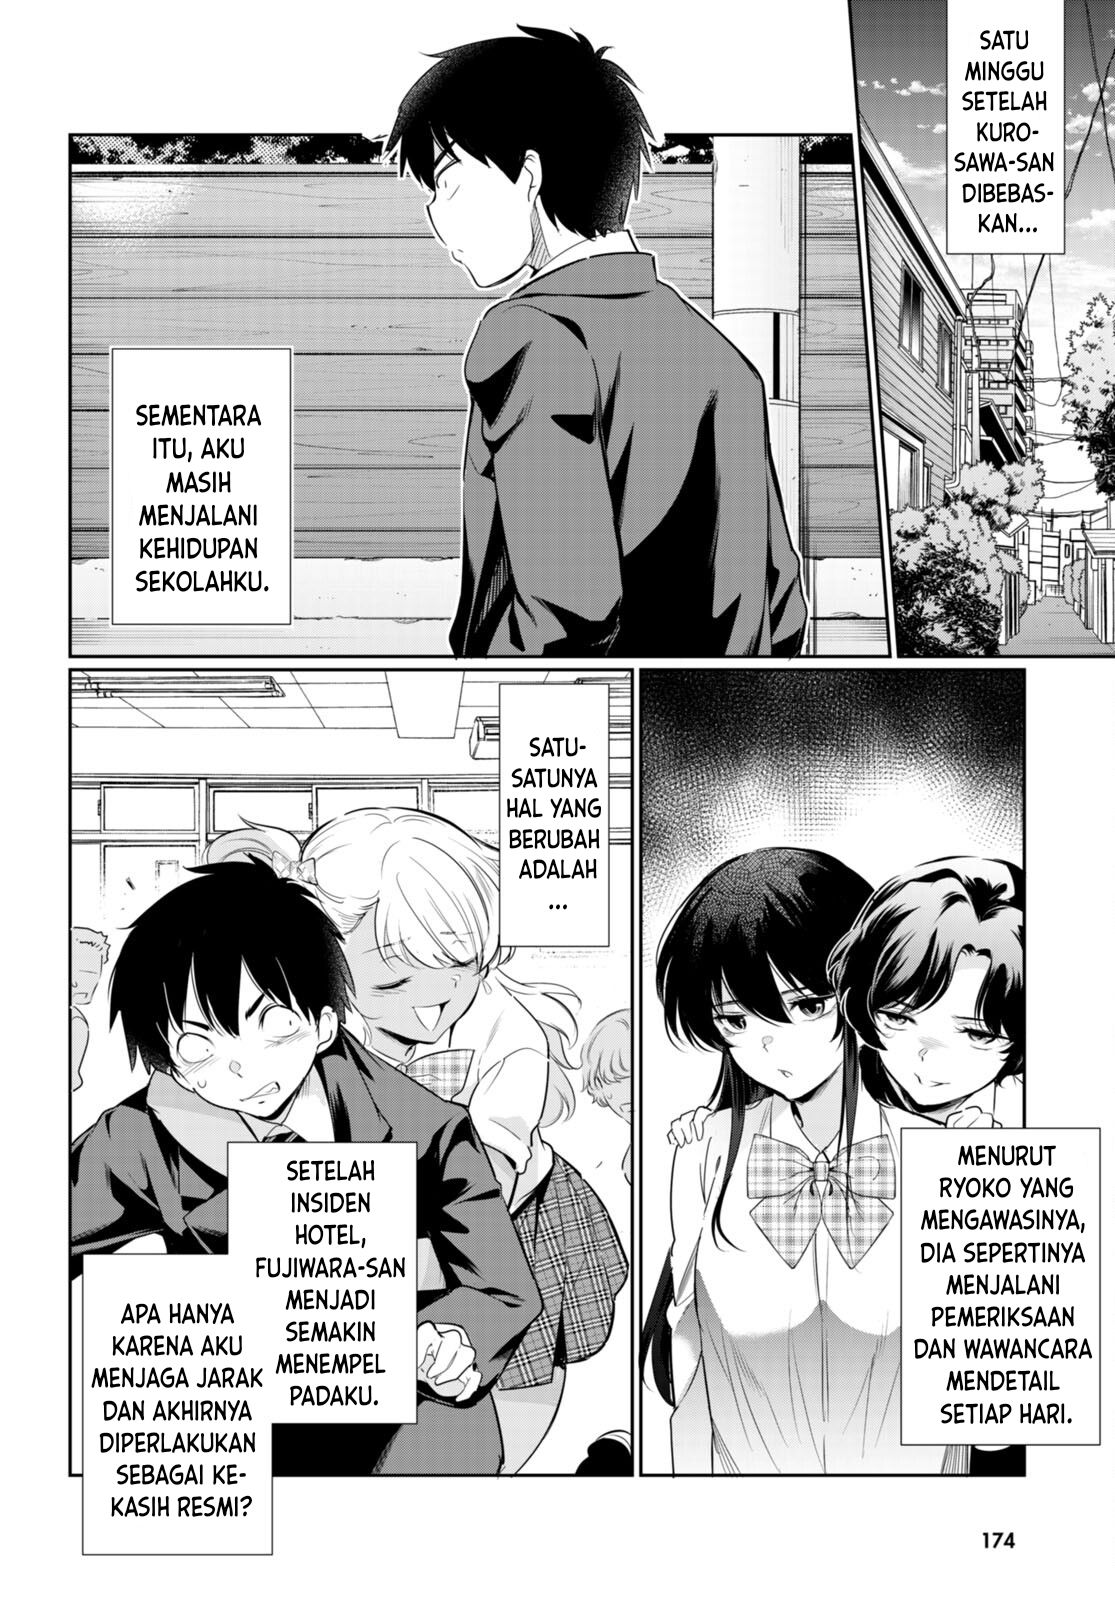 SATU
MINGGU
SETELAH
KURO-
SAWA-SAN
DIBEBAS-
KAN...
SEMENTARA
ITU, AKU
MASIH
MENJALANI
KEHIDUPAN
SEKOLAHKU.
MENURUT
RYOKO YANG
MENGAWASINYA,
DIA SEPERTINYA
MENJALANI
PEMERIKSAAN
DAN WAWANCARA
MENDETAIL
SETIAP HARI.
SATU-
SATUNYA
HAL YANG
BERUBAH
ADALAH
...
SETELAH
INSIDEN
HOTEL,
FUJIWARA-SAN
MENJADI
SEMAKIN
MENEMPEL
PADAKU.
APA HANYA
KARENA AKU
MENJAGA JARAK
DAN AKHIRNYA
DIPERLAKUKAN
SEBAGAI KE-
KASIH RESMI?
174